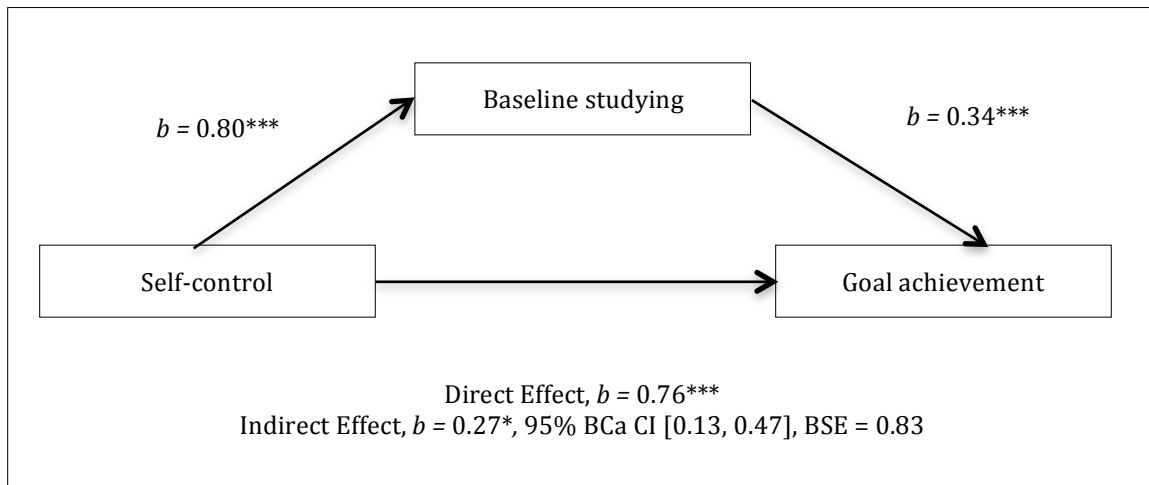 Baseline studying
b = 0.80***
b = 0.34***
Self-control
Goal achievement
Direct Effect, b = 0.76***
Indirect Effect, b = 0.27*, 95% BCa CI [0.13, 0.47], BSE = 0.83